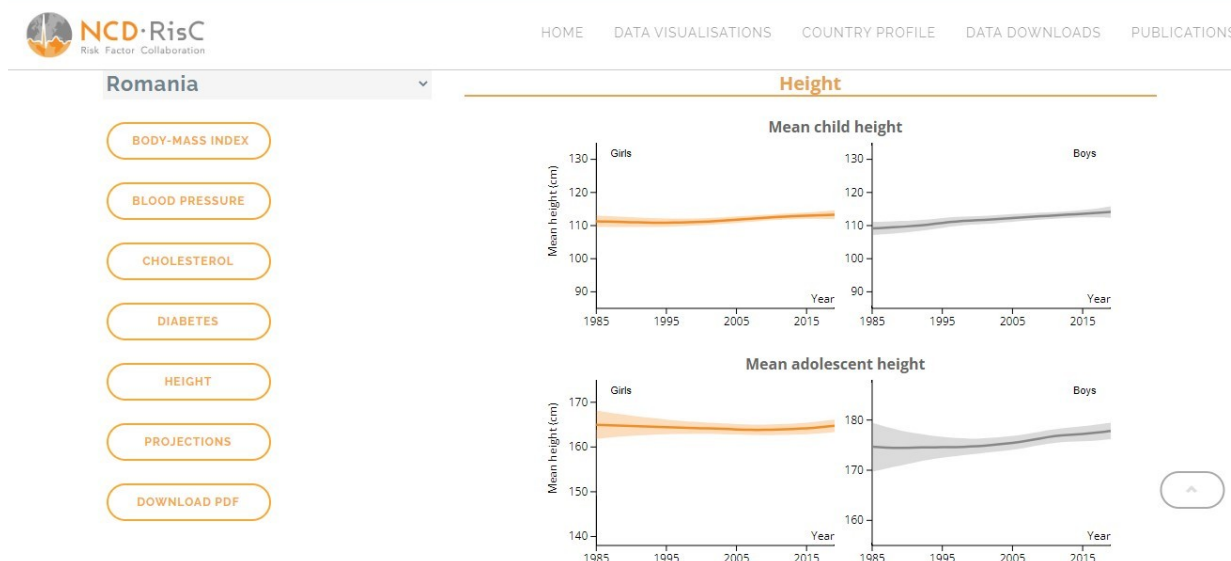 NCD·RisC
Risk Factor Collaboration
HOME DATA VISUALISATIONS COUNTRY PROFILE DATA DOWNLOADS PUBLICATIONS
Romania
BODY-MASS INDEX
BLOOD PRESSURE
CHOLESTEROL
DIABETES
HEIGHT
PROJECTIONS
DOWNLOAD PDF
Height
Mean child height
Girls
Mean height (cm)
130
120
110
100
90
Year
1985 1995 2005 2015
Boys
130
120
110
100
90
Year
1985 1995 2005 2015
Mean adolescent height
Girls
Mean height (cm)
170
160
150
140
Year
1985 1995 2005 2015
Boys
180
170
160
Year
1985 1995 2005 2015